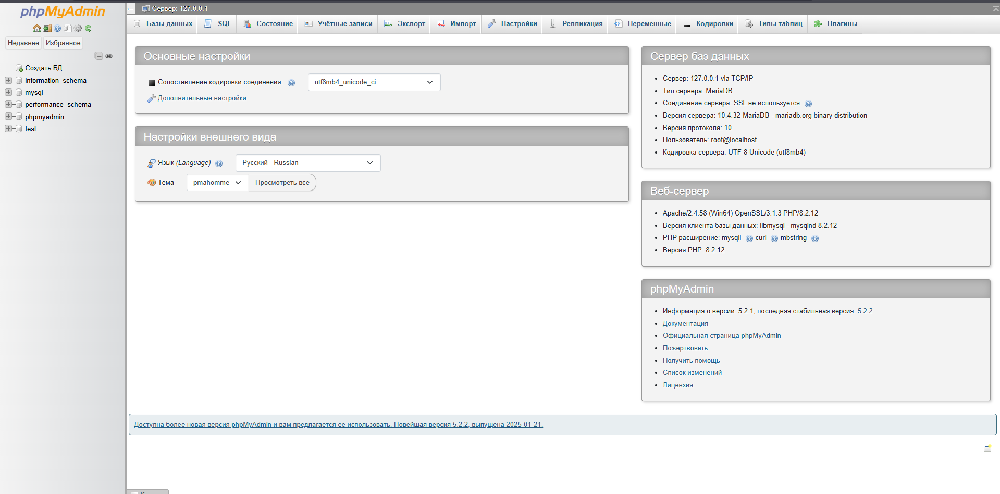 phpMyAdmin
Недавнее Избранное
Создать БД
information_schema
mysql
performance_schema
phpmyadmin
test
Сервер: 127.0.0.1
Базы данных SQL Состояние Учётные записи Экспорт Импорт Настройки Репликация Переменные Кодировки Типы таблиц Плагины
Основные настройки
Сопоставление кодировки соединения: utf8mb4_unicode_ci
Дополнительные настройки
Настройки внешнего вида
Язык (Language) Русский - Russian
Тема pmahomme Просмотреть все
Сервер баз данных
Сервер: 127.0.0.1 via TCP/IP
Тип сервера: MariaDB
Соединение сервера: SSL не используется
Версия сервера: 10.4.32-MariaDB - mariadb.org binary distribution
Версия протокола: 10
Пользователь: root@localhost
Кодировка сервера: UTF-8 Unicode (utf8mb4)
Веб-сервер
Apache/2.4.58 (Win64) OpenSSL/3.1.3 PHP/8.2.12
Версия клиента базы данных: libmysql - mysqlnd 8.2.12
PHP расширение: mysqli curl mbstring
Версия PHP: 8.2.12
phpMyAdmin
Информация о версии: 5.2.1, последняя стабильная версия: 5.2.2
Документация
Официальная страница phpMyAdmin
Пожертвовать
Получить помощь
Список изменений
Лицензия
Доступна более новая версия phpMyAdmin и вам предлагается ее использовать. Новейшая версия 5.2.2, выпущена 2025-01-21.